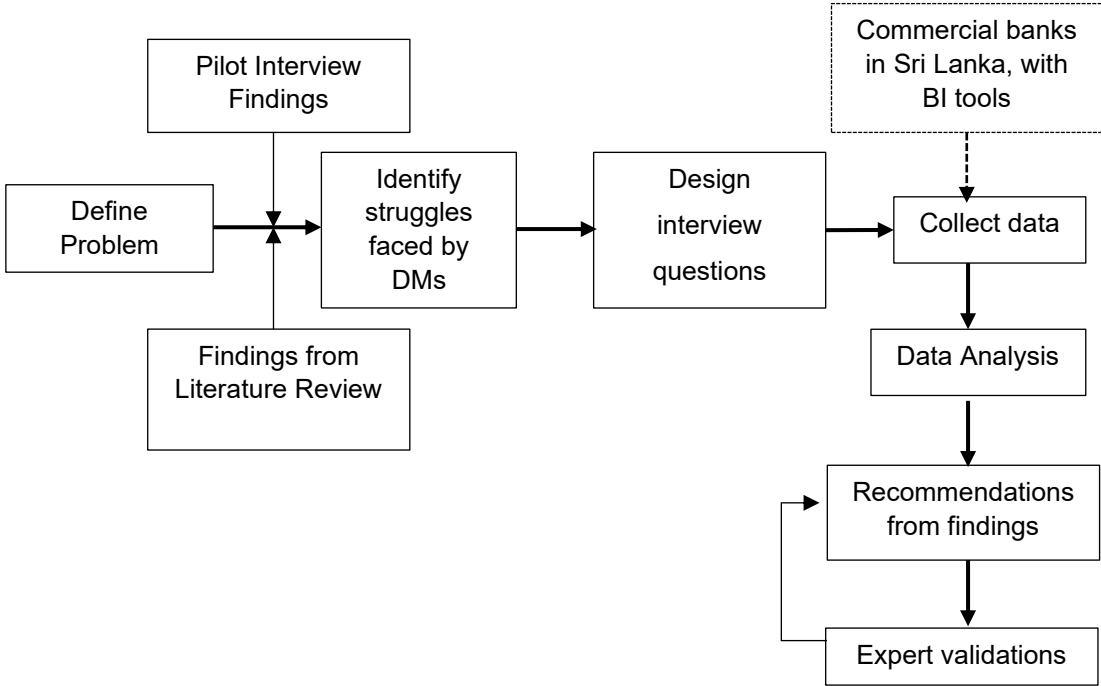 Commercial banks
in Sri Lanka, with
BI tools
Pilot Interview
Findings
Define
Problem
Identify
struggles
faced by
DMs
Design
interview
questions
Collect data
Findings from
Literature Review
Data Analysis
Recommendations
from findings
Expert validations